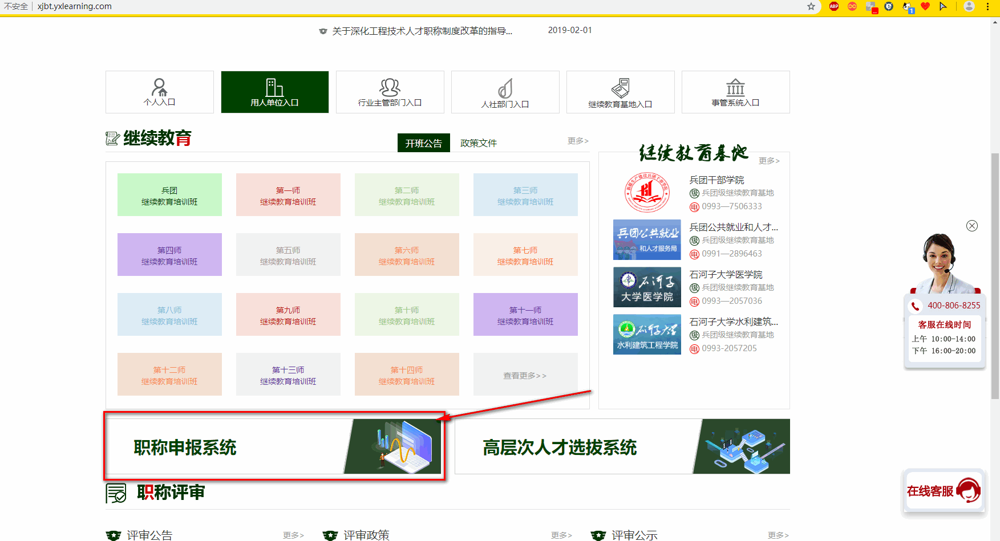 不安全 xjbt.yxlearning.com
ABP
1
关于深化工程技术人才职称制度改革的指导... 2019-02-01
个人入口
用人单位入口
行业主管部门入口
人社部门入口
继续教育基地入口
事管系统入口
继续教育
开班公告 政策文件 更多>
兵团
继续教育培训班
第一师
继续教育培训班
第二师
继续教育培训班
第三师
继续教育培训班
第四师
继续教育培训班
第五师
继续教育培训班
第六师
继续教育培训班
第七师
继续教育培训班
第八师
继续教育培训班
第九师
继续教育培训班
第十师
继续教育培训班
第十一师
继续教育培训班
第十二师
继续教育培训班
第十三师
继续教育培训班
第十四师
继续教育培训班
查看更多>>
继续教育基地 更多>
兵团干部学院
级 兵团级继续教育基地
电 0993—7506333
兵团公共就业
和人才服务局
兵团公共就业和人才...
级 兵团级继续教育基地
电 0991—2896463
石河子
大学医学院
石河子大学医学院
级 兵团级继续教育基地
电 0993—2057036
石河子大学
水利建筑工程学院
石河子大学水利建筑...
级 兵团级继续教育基地
电 0993-2057205
400-806-8255
客服在线时间
上午 10:00-14:00
下午 16:00-20:00
职称申报系统
高层次人才选拔系统
在线客服
职称评审
评审公告 更多>
评审政策 更多>
评审公示 更多>